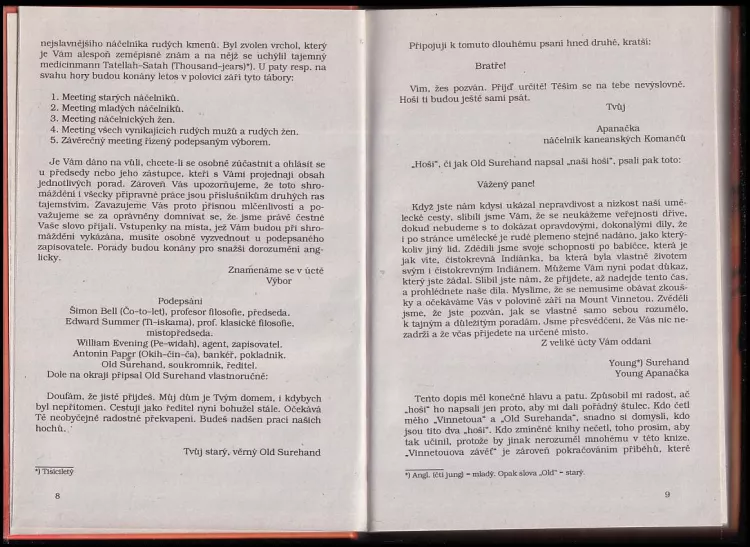 nejslavnějšího náčelníka rudých kmenů. Byl zvolen vrchol, který
je Vám alespoň zeměpisně znám a na nějž se uchýlil tajemný
medicinmann Tatellah-Satah (Thousand-jears)*). U paty resp. na
svahu hory budou konány letos v polovici září tyto tábory:
1. Meeting starých náčelníků.
2. Meeting mladých náčelníků.
3. Meeting náčelnických žen.
4. Meeting všech vynikajících rudých mužů a rudých žen.
5. Závěrečný meeting řízený podepsaným výborem.
Je Vám dáno na vůli, chcete-li se osobně zúčastnit a ohlásit se
u předsedy nebo jeho zástupce, kteří s Vámi projednají obsah
jednotlivých porad. Zároveň Vás upozorňujeme, že toto shro-
máždění i všecky přípravné práce jsou příslušníkům druhých ras
tajemstvím. Zavazujeme Vás proto přísnou mlčenlivostí a po-
važujeme se za oprávněny domnívat se, že jsme právě čestné
Vaše slovo přijali. Vstupenky na místa, jež Vám budou při shro-
máždění vykázána, musíte osobně vyzvednout u podepsaného
zapisovatele. Porady budou konány pro snažší dorozumění ang-
licky.
Znamenáme se v úctě
Výbor
Podepsáni
Šimon Bell (Čo-to-let), profesor filosofie, předseda.
Edward Summer (Ti-iskama), prof. klasické filosofie,
místopředseda.
William Evening (Pe-widah), agent, zapisovatel.
Antonín Paper (Okih-čin-ča), bankéř, pokladník.
Old Surehand, soukromník, ředitel.
Dole na okraji připsal Old Surehand vlastnoručně:
Doufám, že jistě přijdeš. Můj dům je Tvým domem, i kdybych
byl nepřítomen. Cestuji jako ředitel nyní bohužel stále. Očekává
Tě neobyčejně radostné překvapení. Budeš nadšen prací našich
hochů.
Tvůj starý, věrný Old Surehand
*) Tisíciletý
8
Připojuji k tomuto dlouhému psaní hned druhé, kratší:
Bratře!
Vím, žes pozván. Přijď určitě! Těším se na tebe nevýslovně.
Hoši ti budou ještě sami psát.
Tvůj
Apanačka
náčelník kaneanských Komančů
„Hoši“, či jak Old Surehand napsal „naši hoši“, psali pak toto:
Vážený pane!
Když jste nám kdysi ukázal nepravdivost a nízkost naší umě-
lecké cesty, slíbili jsme Vám, že se neukážeme veřejnosti dříve,
dokud nebudeme s to dokázat opravdovými, dokonalými díly, že
i po stránce umělecké je rudé plemeno stejně nadáno, jako který-
koliv jiný lid. Zdědili jsme svoje schopnosti po babičce, která je
jak víte, čistokrevná Indiánka, ba která byla vlastně životem
svým i čistokrevným Indiánem. Můžeme Vám nyní podat důkaz,
který jste žádal. Slíbil jste nám, že přijdete, až nadejde tento čas,
a prohlédnete naše díla. Myslíme, že se nemusíme obávat zkouš-
ky a očekáváme Vás v polovině září na Mount Vinnetou. Zvěděli
jsme, že jste pozván, jak se vlastně samo sebou rozumělo,
k tajným a důležitým poradám. Jsme přesvědčeni, že Vás nic ne-
zadrží a že včas přijedete na určené místo.
Z veliké úcty Vám oddaní
Young*) Surehand
Young Apanačka
Tento dopis měl konečně hlavu a patu. Způsobil mi radost, ač
„hoši“ ho napsali jen proto, aby mi dali pořádný štulec. Kdo četl
mého „Vinnetoua“ a „Old Surehanda“, snadno si domyslí, kdo
jsou tito dva „hoši“. Kdo zmíněné knihy nečetl, toho prosím, aby
tak učinil, protože by jinak nerozuměl mnohému v této knize.
„Vinnetouova závěť“ je zároveň pokračováním příběhů, které
*) Angl. (čti jung) – mladý. Opak slova „Old“ – starý.
9